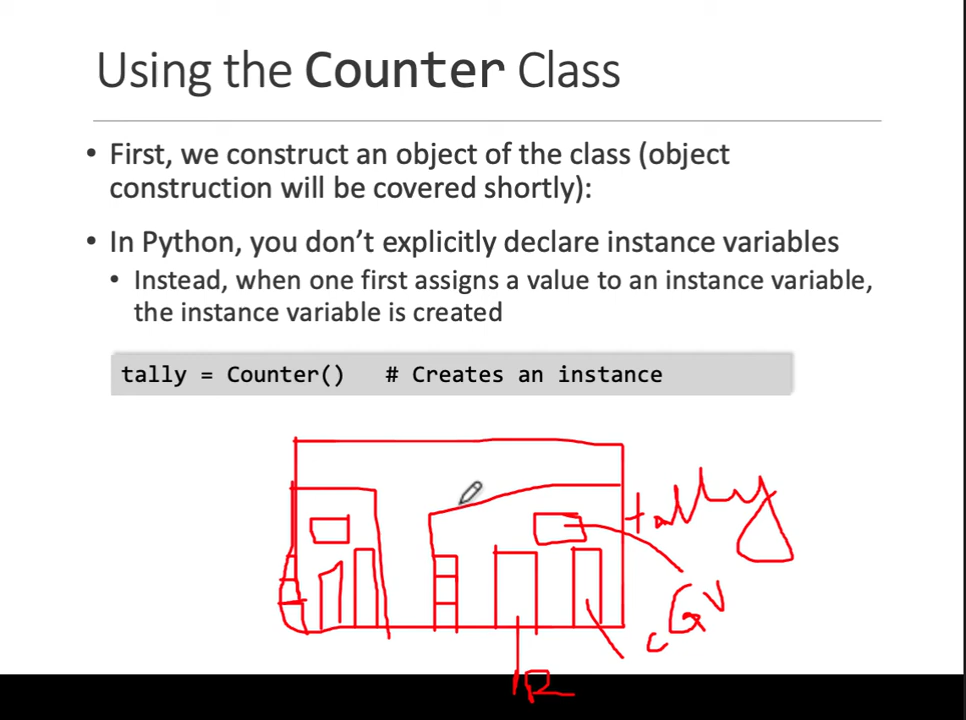 Using the Counter Class
• First, we construct an object of the class (object
construction will be covered shortly):
• In Python, you don’t explicitly declare instance variables
• Instead, when one first assigns a value to an instance variable,
the instance variable is created
tally = Counter() # Creates an instance
tally